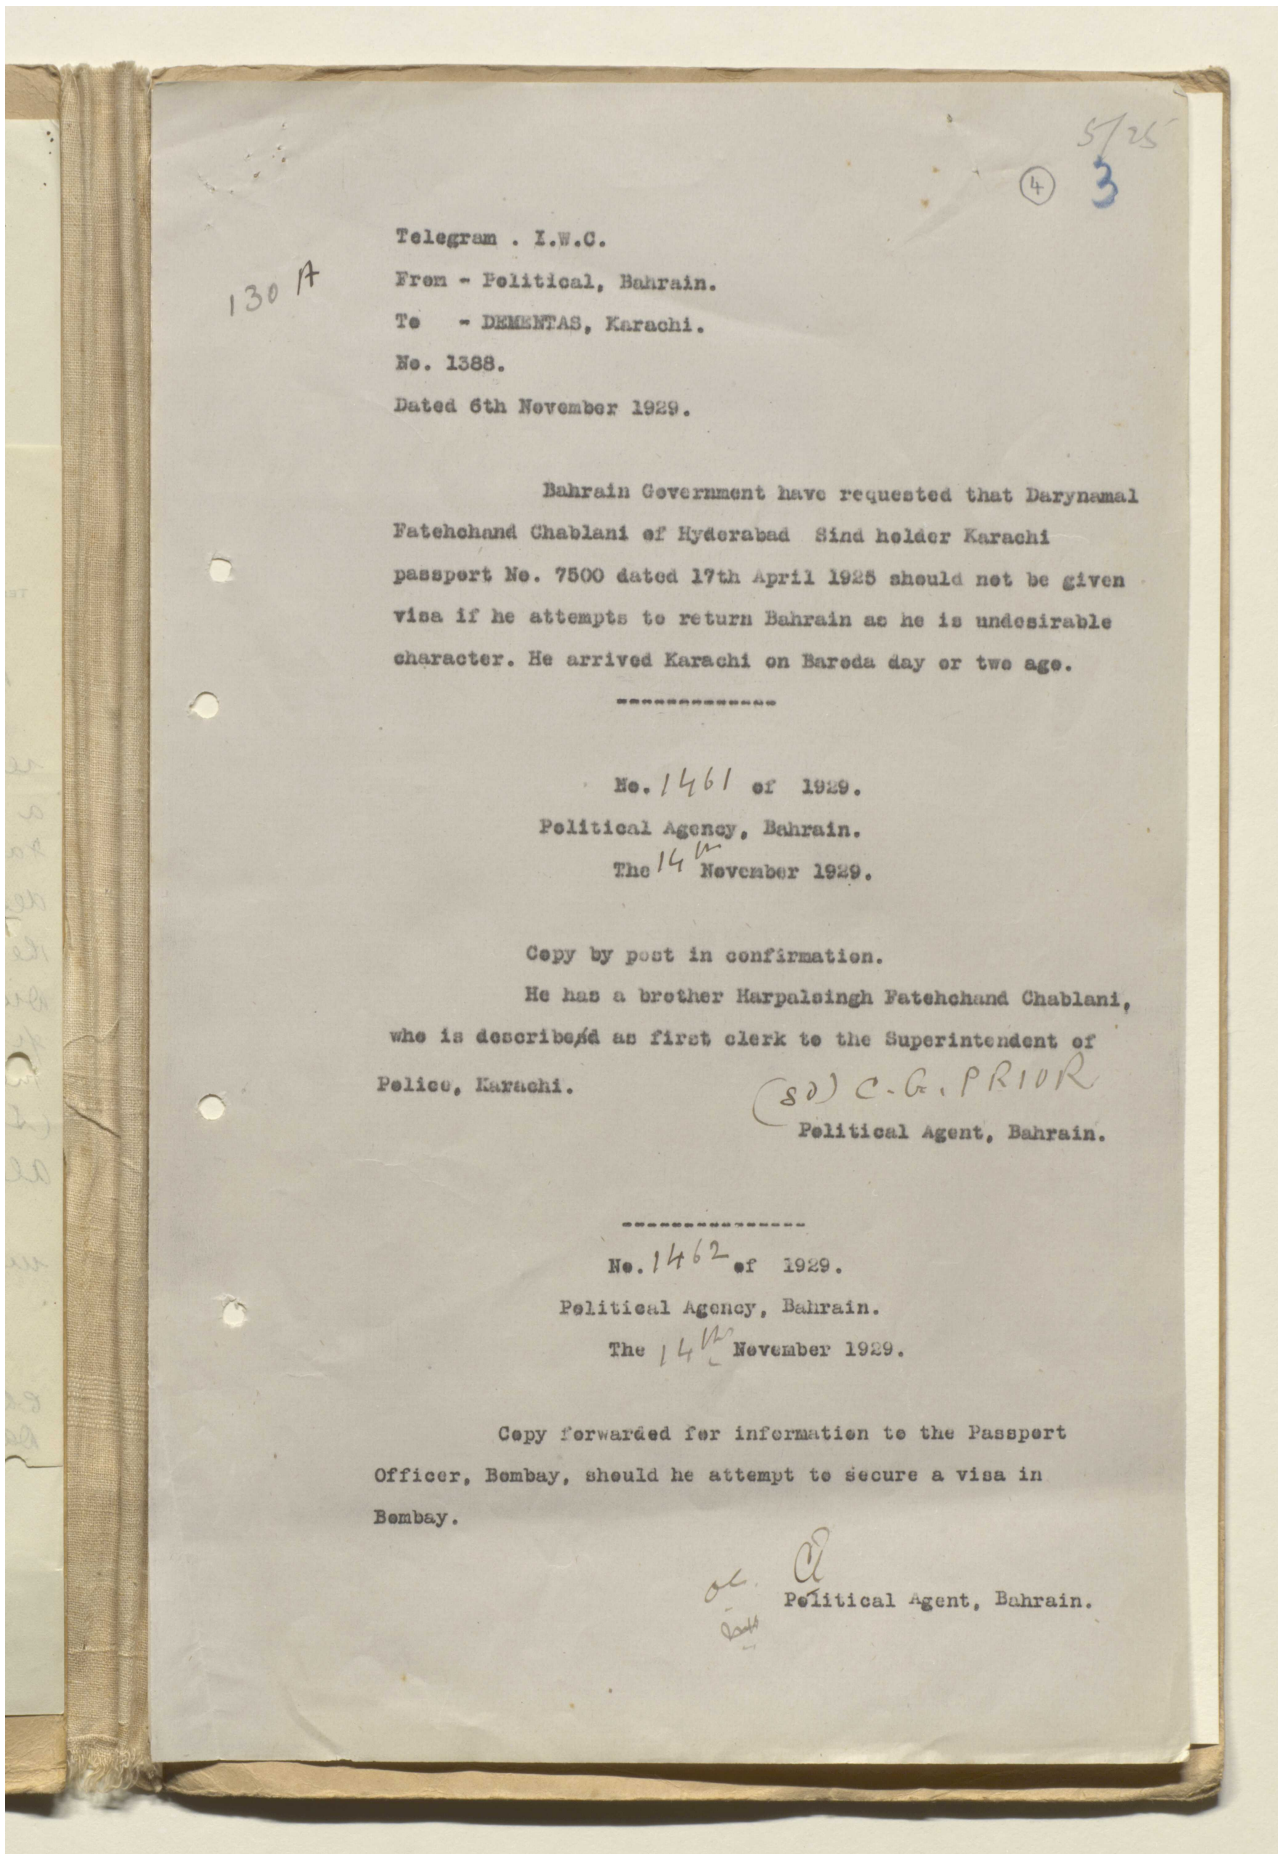 5/25
4 3
Telegram . I.W.C.
130 A
From - Political, Bahrain.
To - DEMENTAS, Karachi.
No. 1388.
Dated 6th November 1929.
Bahrain Government have requested that Darynamal
Fatehchand Chablani of Hyderabad Sind holder Karachi
passport No. 7500 dated 17th April 1925 should not be given
visa if he attempts to return Bahrain as he is undesirable
character. He arrived Karachi on Baroda day or two ago.
-------------
No. 1461 of 1929.
Political Agency, Bahrain.
The 14th November 1929.
Copy by post in confirmation.
He has a brother Harpalsingh Fatehchand Chablani,
who is described as first clerk to the Superintendent of
Police, Karachi.
(SD) C.G. PRIOR
Political Agent, Bahrain.
---------------
No. 1462 of 1929.
Political Agency, Bahrain.
The 14th November 1929.
Copy forwarded for information to the Passport
Officer, Bombay, should he attempt to secure a visa in
Bombay.
Political Agent, Bahrain.